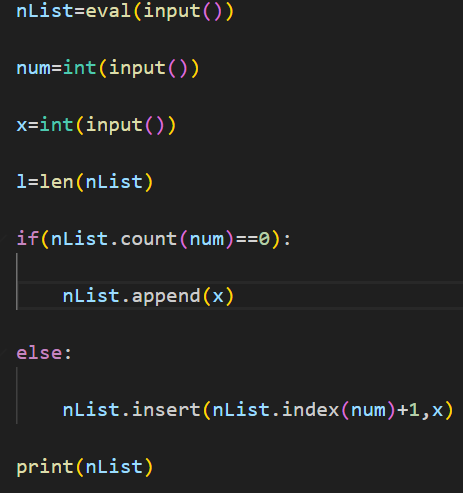 nList=eval(input())
num=int(input())
x=int(input())
l=len(nList)
if(nList.count(num)==0):
    nList.append(x)
else:
    nList.insert(nList.index(num)+1,x)
print(nList)